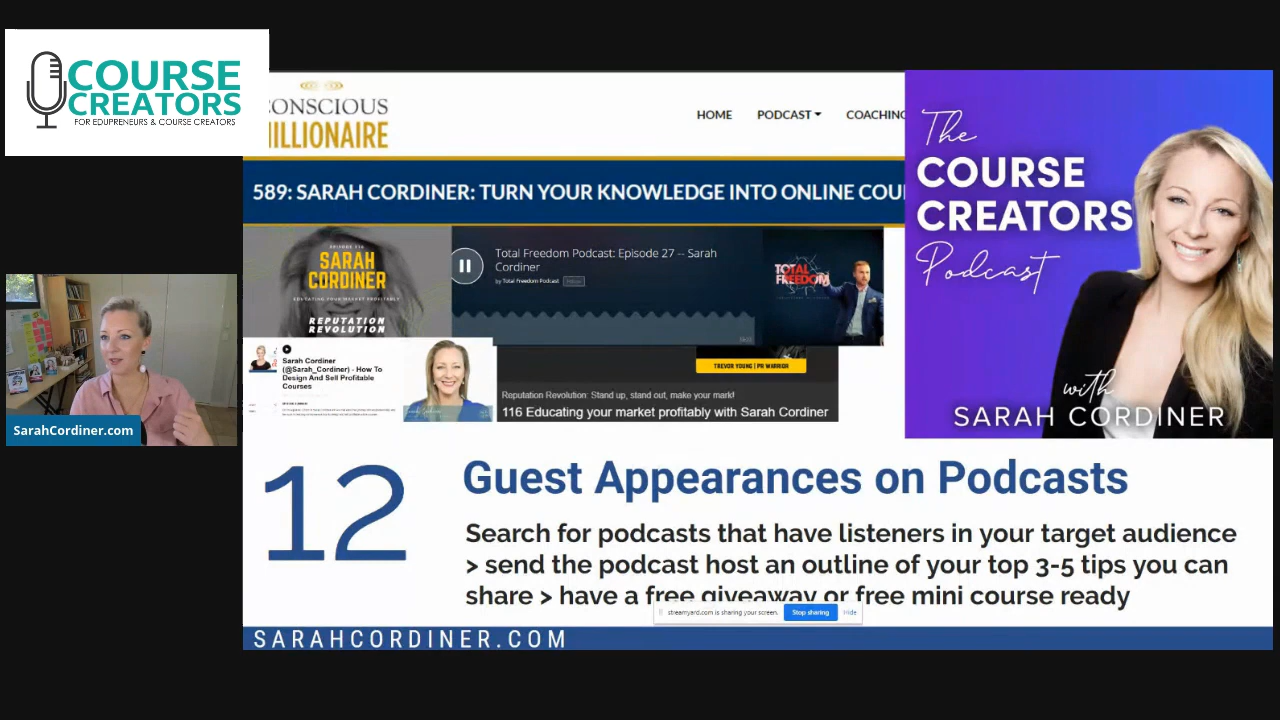 COURSE
CREATORS
FOR EDUPRENEURS & COURSE CREATORS
CONSCIOUS
MILLIONAIRE
HOME PODCAST COACHING
589: SARAH CORDINER: TURN YOUR KNOWLEDGE INTO ONLINE COU
The
COURSE
CREATORS
Podcast
with
SARAH CORDINER
SARAH
CORDINER
EDUCATING YOUR MARKET PROFITABLY
REPUTATION
REVOLUTION
Total Freedom Podcast: Episode 27 -- Sarah
Cordiner
by Total Freedom Podcast
TOTAL
FREEDOM
Sarah Cordiner
(@Sarah_Cordiner) - How To
Design And Sell Profitable
Courses
TREVOR YOUNG | PR WARRIOR
Reputation Revolution: Stand up, stand out, make your mark!
116 Educating your market profitably with Sarah Cordiner
SarahCordiner.com
12
Guest Appearances on Podcasts
Search for podcasts that have listeners in your target audience
> send the podcast host an outline of your top 3-5 tips you can
share > have a free giveaway or free mini course ready
streamyard.com is sharing your screen.
Stop sharing
Hide
SARAHCORDINER.COM